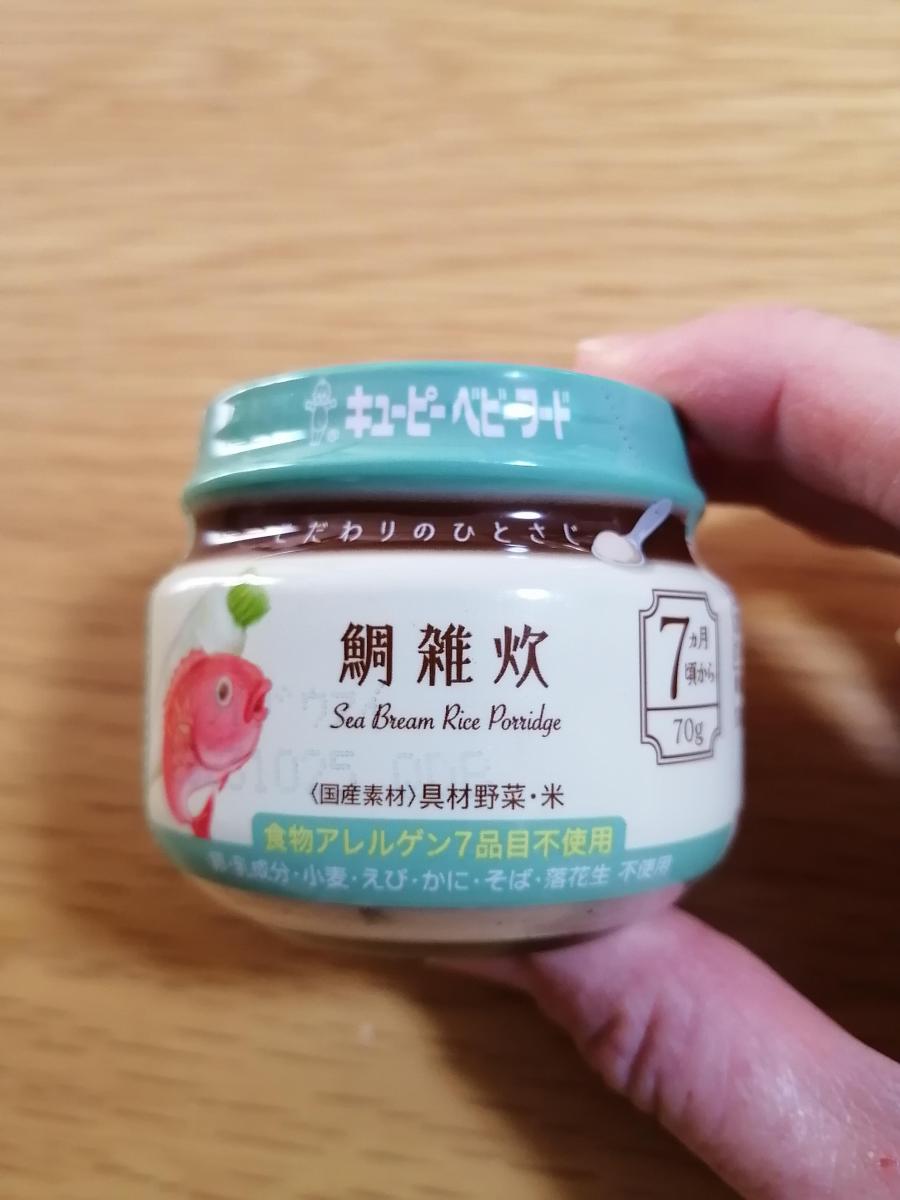 キューピー ベビーフード
こだわりのひとさじ
鯛雑炊
Sea Bream Rice Porridge
7ヵ月頃から
70g
〈国産素材〉具材野菜・米
食物アレルゲン7品目不使用
卵・乳成分・小麦・えび・かに・そば・落花生 不使用